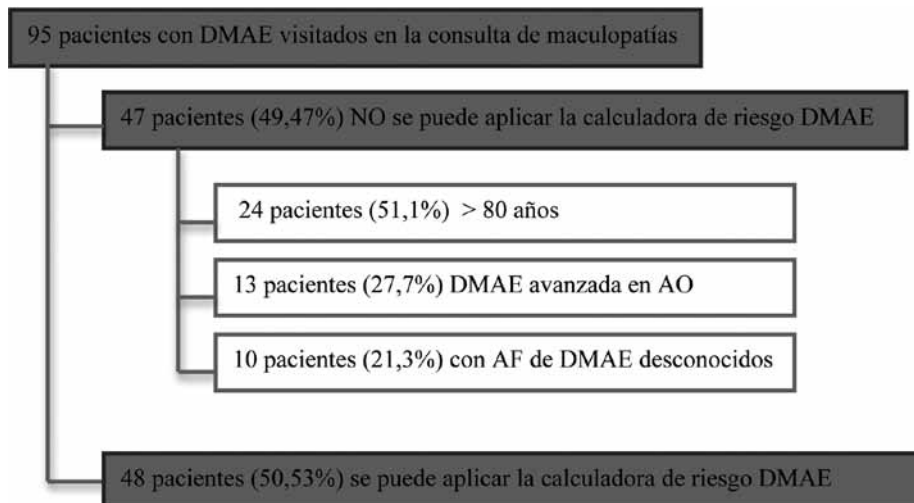 95 pacientes con DMAE visitados en la consulta de maculopatías
47 pacientes (49,47%) NO se puede aplicar la calculadora de riesgo DMAE
24 pacientes (51,1%) > 80 años
13 pacientes (27,7%) DMAE avanzada en AO
10 pacientes (21,3%) con AF de DMAE desconocidos
48 pacientes (50,53%) se puede aplicar la calculadora de riesgo DMAE